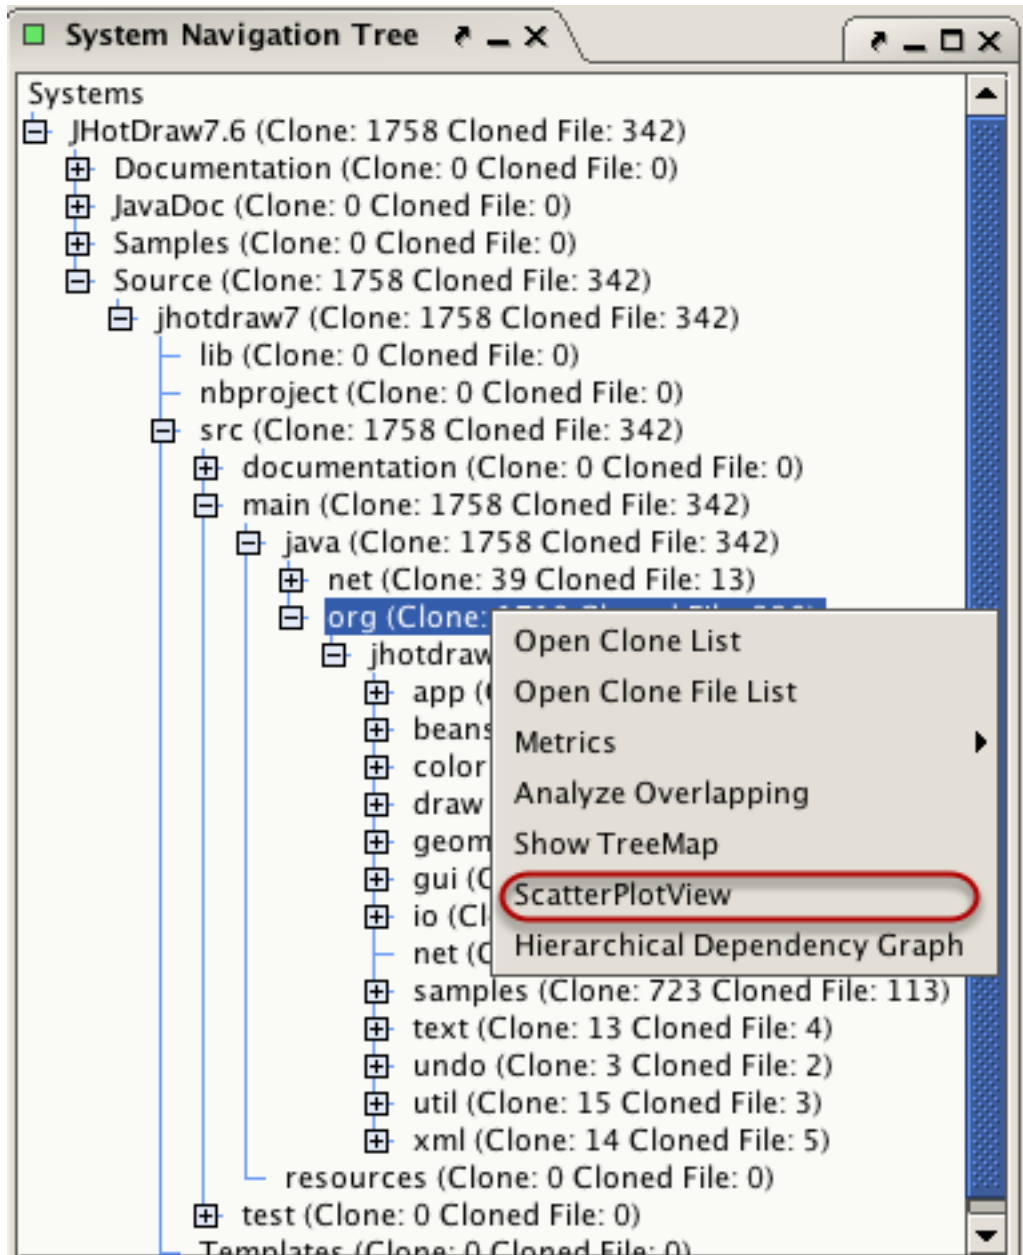 System Navigation Tree
Systems
JHotDraw7.6 (Clone: 1758 Cloned File: 342)
Documentation (Clone: 0 Cloned File: 0)
JavaDoc (Clone: 0 Cloned File: 0)
Samples (Clone: 0 Cloned File: 0)
Source (Clone: 1758 Cloned File: 342)
jhotdraw7 (Clone: 1758 Cloned File: 342)
lib (Clone: 0 Cloned File: 0)
nbproject (Clone: 0 Cloned File: 0)
src (Clone: 1758 Cloned File: 342)
documentation (Clone: 0 Cloned File: 0)
main (Clone: 1758 Cloned File: 342)
java (Clone: 1758 Cloned File: 342)
net (Clone: 39 Cloned File: 13)
org (Clone:
jhotdraw
app (
beans
color
draw
geom
gui (
io (
net (
Open Clone List
Open Clone File List
Metrics
Analyze Overlapping
Show TreeMap
ScatterPlotView
Hierarchical Dependency Graph
samples (Clone: 723 Cloned File: 113)
text (Clone: 13 Cloned File: 4)
undo (Clone: 3 Cloned File: 2)
util (Clone: 15 Cloned File: 3)
xml (Clone: 14 Cloned File: 5)
resources (Clone: 0 Cloned File: 0)
test (Clone: 0 Cloned File: 0)
Templates (Clone: 0 Cloned File: 0)